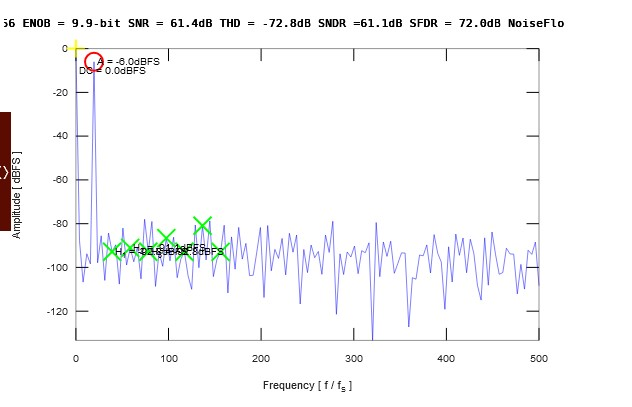 56 ENOB = 9.9-bit SNR = 61.4dB THD = -72.8dB SNDR =61.1dB SFDR = 72.0dB NoiseFlo
0
A = -6.0dBFS
DC = 0.0dBFS
-20
-40
-60
-80
-100
-120
Amplitude [ dBFS ]
0 100 200 300 400 500
Frequency [ f / fs ]